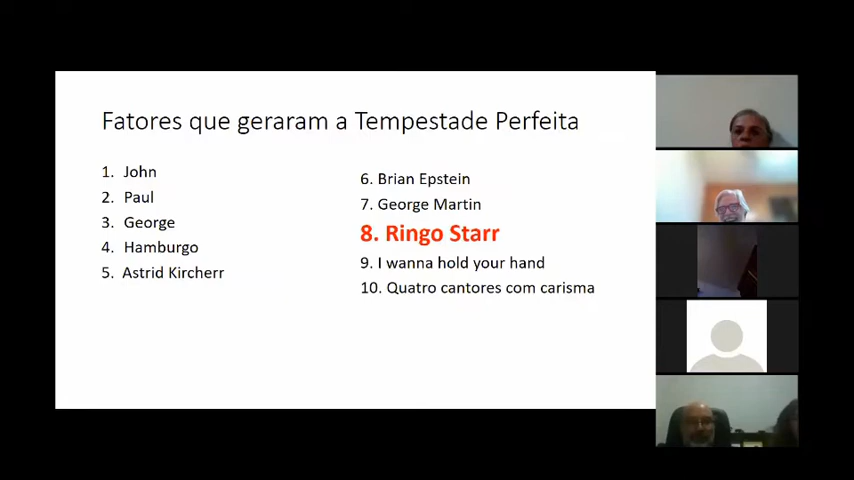 Fatores que geraram a Tempestade Perfeita
1. John
2. Paul
3. George
4. Hamburgo
5. Astrid Kircherr
6. Brian Epstein
7. George Martin
8. Ringo Starr
9. I wanna hold your hand
10. Quatro cantores com carisma